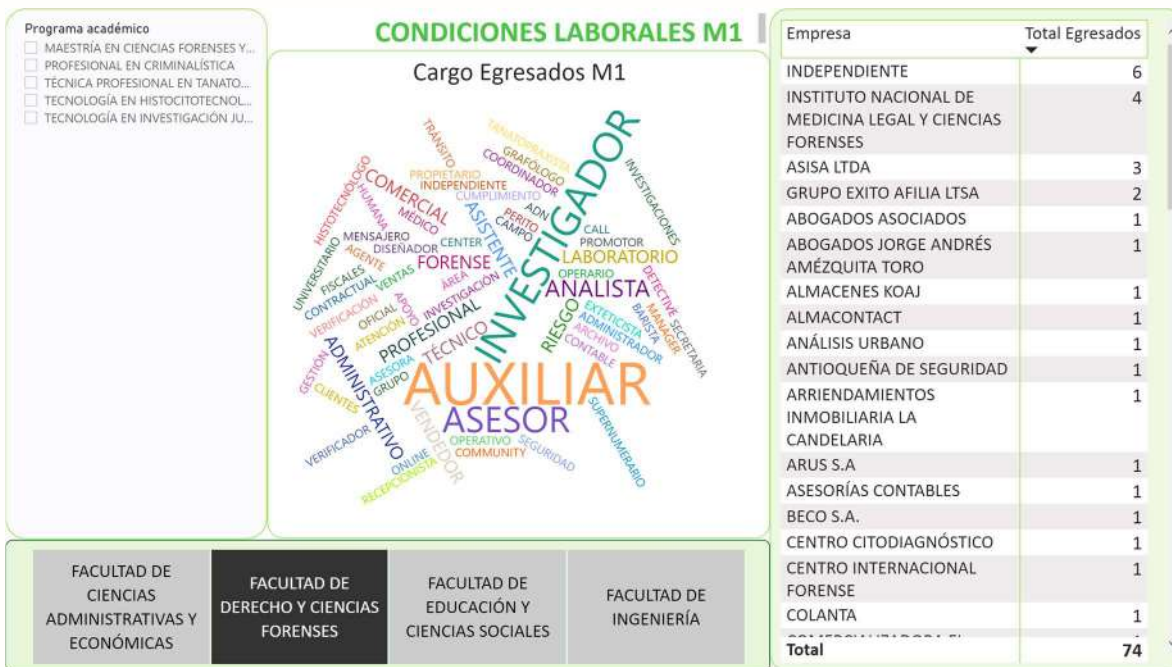 Programa académico
MAESTRÍA EN CIENCIAS FORENSES Y...
PROFESIONAL EN CRIMINALÍSTICA
TÉCNICA PROFESIONAL EN TANATO...
TECNOLOGÍA EN HISTOCITOTECNOL...
TECNOLOGÍA EN INVESTIGACIÓN JU...
CONDICIONES LABORALES M1
Cargo Egresados M1
TRÁNSITO
TANATOPRAXISTA
GRAFÓLOGO
COORDINADOR
INVESTIGADOR
INVESTIGACIONES
PROPIETARIO
INDEPENDIENTE
CUMPLIMIENTO
HISTOTECNÓLOGO
HUMANA
COMERCIAL
MÉDICO
ASISTENTE
ADN
PERITO
CAMPO
CALL
PROMOTOR
LABORATORIO
OPERARIO
ANALISTA
MENSAJERO
DISEÑADOR
CENTER
FORENSE
UNIVERSITARIO
AGENTE
FISCALES
CONTRACTUAL
VENTAS
ÁREA
INVESTIGACIÓN
VERIFICACIÓN
OFICIAL
APOYO
ATENCIÓN
PROFESIONAL
TÉCNICO
RIESGO
EXTETICISTA
ADMINISTRADOR
ARCHIVO
CONTABLE
BARISTA
MANAGER
DETECTIVE
SECRETARIA
GESTIÓN
CLIENTES
ADMINISTRATIVO
ASESORA
GRUPO
AUXILIAR
ASESOR
VENDEDOR
OPERATIVO
COMMUNITY
SEGURIDAD
SUPERNUMERARIO
VERIFICADOR
ONLINE
RECEPCIONISTA
FACULTAD DE
CIENCIAS
ADMINISTRATIVAS Y
ECONÓMICAS
FACULTAD DE
DERECHO Y CIENCIAS
FORENSES
FACULTAD DE
EDUCACIÓN Y
CIENCIAS SOCIALES
FACULTAD DE
INGENIERÍA
Empresa Total Egresados
INDEPENDIENTE 6
INSTITUTO NACIONAL DE 4
MEDICINA LEGAL Y CIENCIAS
FORENSES
ASISA LTDA 3
GRUPO EXITO AFILIA LTSA 2
ABOGADOS ASOCIADOS 1
ABOGADOS JORGE ANDRÉS 1
AMÉZQUITA TORO
ALMACENES KOAJ 1
ALMACONTACT 1
ANÁLISIS URBANO 1
ANTIOQUEÑA DE SEGURIDAD 1
ARRIENDAMIENTOS 1
INMOBILIARIA LA
CANDELARIA
ARUS S.A 1
ASESORÍAS CONTABLES 1
BECO S.A. 1
CENTRO CITODIAGNÓSTICO 1
CENTRO INTERNACIONAL 1
FORENSE
COLANTA 1
Total 74